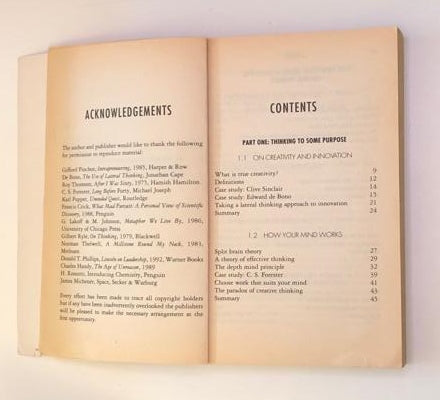 ACKNOWLEDGEMENTS
The author and publisher would like to thank the following
for permission to reproduce material:
Gifford Pinchot, Intrapreneuring, 1985, Harper & Row
De Bono, The Use of Lateral Thinking, Jonathan Cape
Roy Thomson, After I Was Sixty, 1975, Hamish Hamilton
C. S. Forester, Long Before Forty, Michael Joseph
Karl Popper, Unended Quest, Routledge
Francis Crick, What Mad Pursuit: A Personal View of Scientific
Discovery, 1988, Penguin
G. Lakoff & M. Johnson, Metaphors We Live By, 1980,
University of Chicago Press
Gilbert Ryle, On Thinking, 1979, Blackwell
Norman Thelwell, A Millstone Round My Neck, 1981,
Methuen
Donald T. Phillips, Lincoln on Leadership, 1992, Warner Books
Charles Handy, The Age of Unreason, 1989
H. Rossotti, Introducing Chemistry, Penguin
James Michener, Space, Secker & Warburg
Every effort has been made to trace all copyright holders
but if any have been inadvertently overlooked the publishers
will be pleased to make the necessary arrangement at the
first opportunity.
CONTENTS
PART ONE: THINKING TO SOME PURPOSE
1.1 ON CREATIVITY AND INNOVATION
What is true creativity? 9
Definitions 12
Case study: Clive Sinclair 14
Case study: Edward de Bono 15
Taking a lateral thinking approach to innovation 21
Summary 24
1.2 HOW YOUR MIND WORKS
Split brain theory 27
A theory of effective thinking 29
The depth mind principle 32
Case study: C. S. Forester 39
Choose work that suits your mind 41
The paradox of creative thinking 43
Summary 45